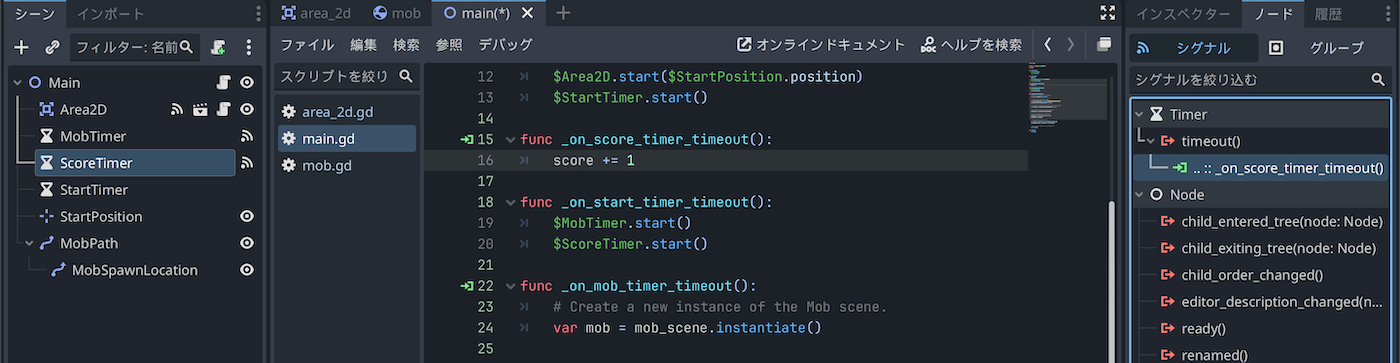 シーン インポート
フィルター: 名前
Main
Area2D
MobTimer
ScoreTimer
StartTimer
StartPosition
MobPath
MobSpawnLocation
area_2d mob main(*)
ファイル 編集 検索 参照 デバッグ オンラインドキュメント ヘルプを検索
スクリプトを絞り
area_2d.gd
main.gd
mob.gd
12 $Area2D.start($StartPosition.position)
13 $StartTimer.start()
14
15 func _on_score_timer_timeout():
16 score += 1
17
18 func _on_start_timer_timeout():
19 $MobTimer.start()
20 $ScoreTimer.start()
21
22 func _on_mob_timer_timeout():
23 # Create a new instance of the Mob scene.
24 var mob = mob_scene.instantiate()
25
インスペクター ノード 履歴
シグナル グループ
シグナルを絞り込む
Timer
timeout()
.. :: _on_score_timer_timeout()
Node
child_entered_tree(node: Node)
child_exiting_tree(node: Node)
child_order_changed()
editor_description_changed(n...
ready()
renamed()